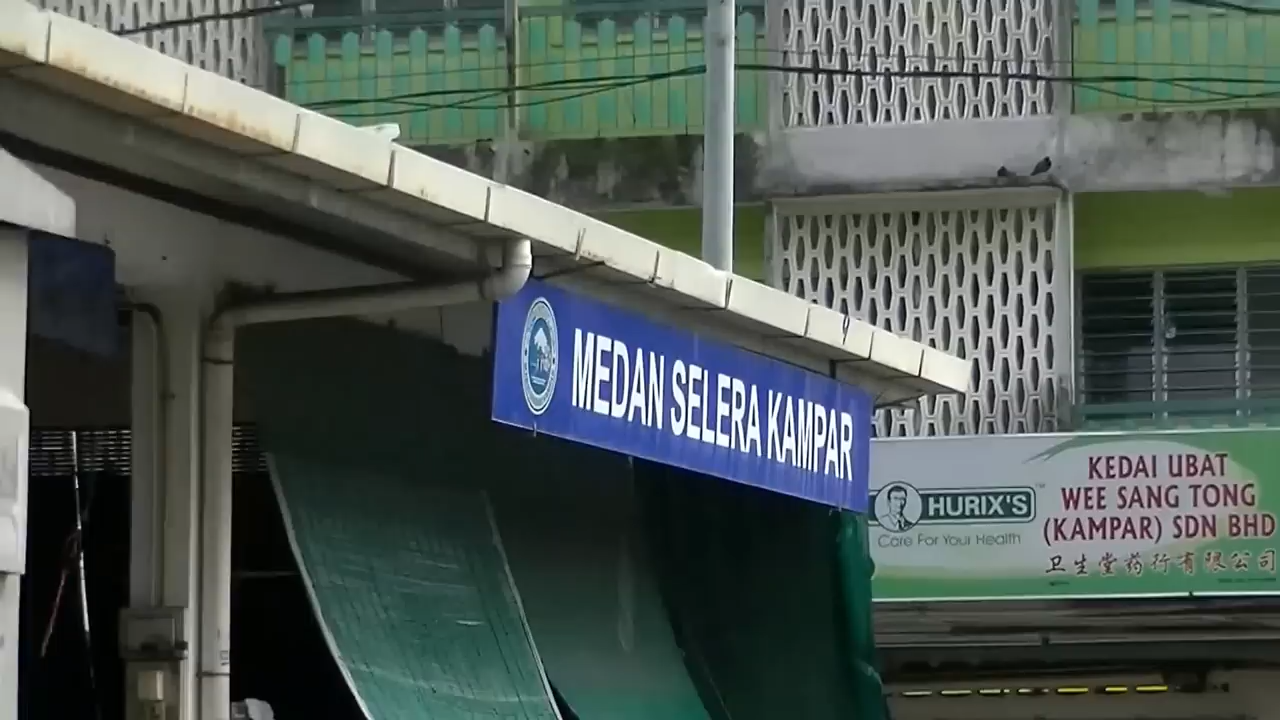 MEDAN SELERA KAMPAR
HURIX'S
Care For Your Health
KEDAI UBAT
WEE SANG TONG
(KAMPAR) SDN BHD
卫生堂药行有限公司